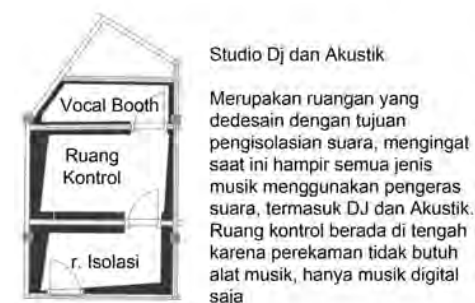 Vocal Booth
Ruang
Kontrol
r. Isolasi
Studio Dj dan Akustik
Merupakan ruangan yang
dedesain dengan tujuan
pengisolasian suara, mengingat
saat ini hampir semua jenis
musik menggunakan pengeras
suara, termasuk DJ dan Akustik.
Ruang kontrol berada di tengah
karena perekaman tidak butuh
alat musik, hanya musik digital
saja